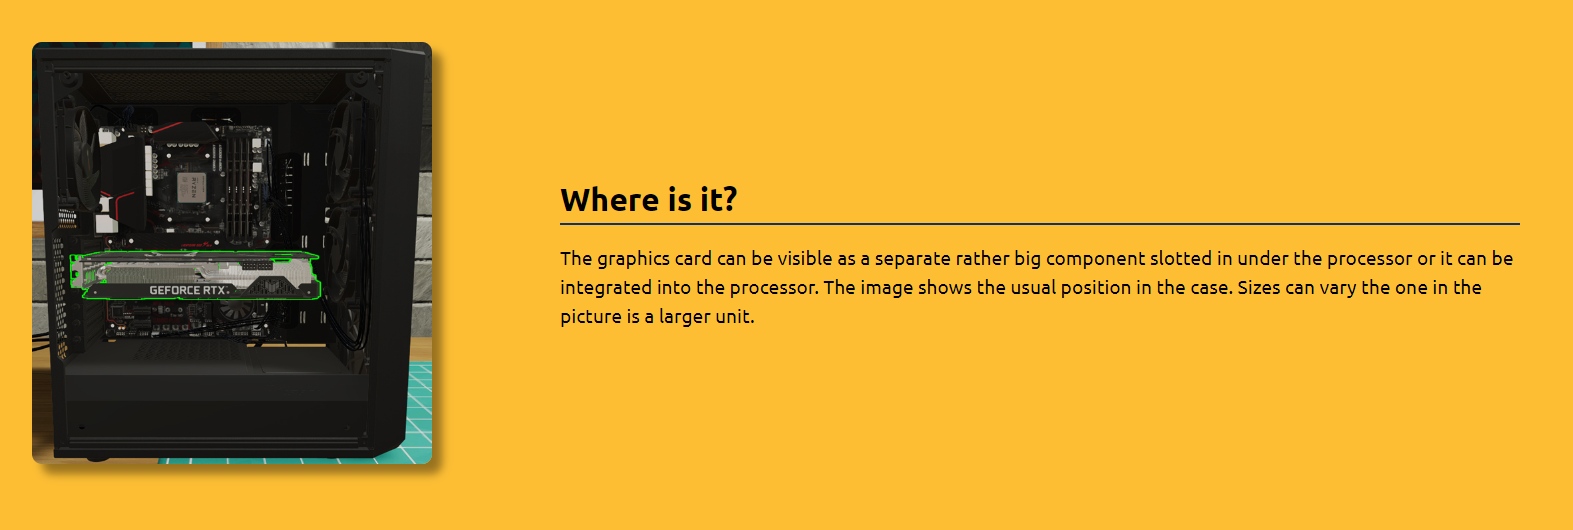 Where is it?
The graphics card can be visible as a separate rather big component slotted in under the processor or it can be
integrated into the processor. The image shows the usual position in the case. Sizes can vary the one in the
picture is a larger unit.
GEFORCE RTX
RYZEN